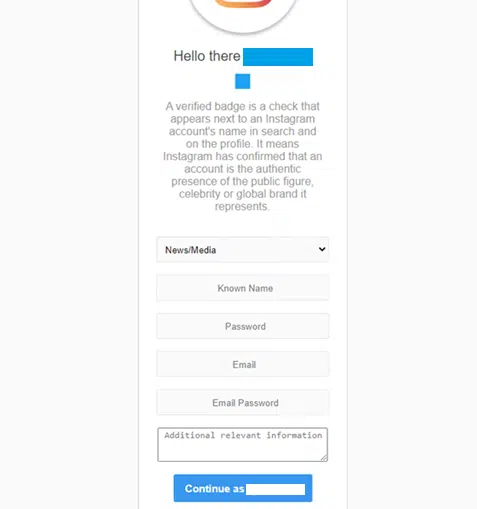 Hello there
A verified badge is a check that
appears next to an Instagram
account's name in search and
on the profile. It means
Instagram has confirmed that an
account is the authentic
presence of the public figure,
celebrity or global brand it
represents.
News/Media
Known Name
Password
Email
Email Password
Additional relevant information
Continue as